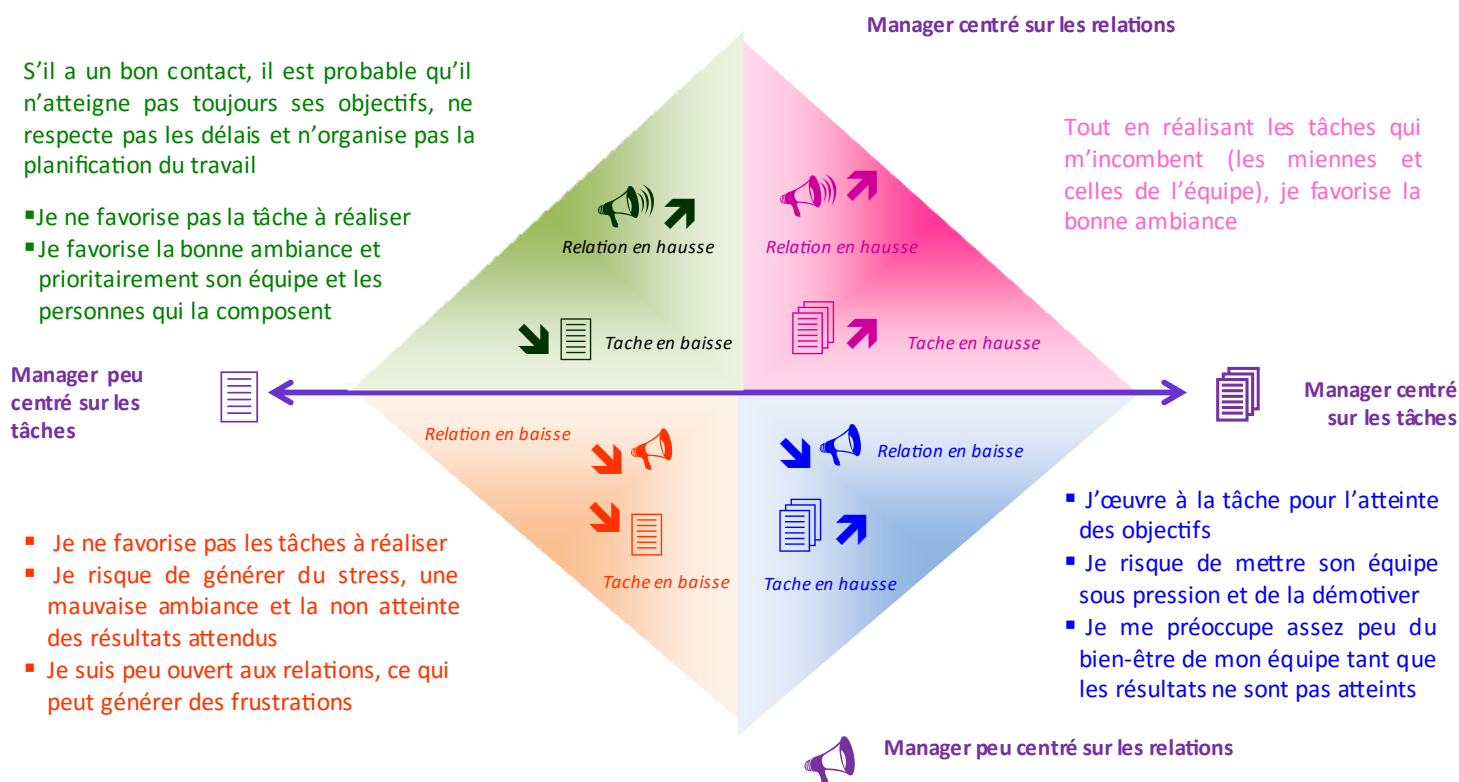 Manager centré sur les relations
S’il a un bon contact, il est probable qu’il
n’atteigne pas toujours ses objectifs, ne
respecte pas les délais et n’organise pas la
planification du travail
▪Je ne favorise pas la tâche à réaliser
▪Je favorise la bonne ambiance et
prioritairement son équipe et les
personnes qui la composent
Tout en réalisant les tâches qui
m’incombent (les miennes et
celles de l’équipe), je favorise la
bonne ambiance
Relation en hausse
Relation en hausse
Tache en baisse
Tache en hausse
Manager peu
centré sur les
tâches
Manager centré
sur les tâches
Relation en baisse
Relation en baisse
Tache en baisse
Tache en hausse
▪ Je ne favorise pas les tâches à réaliser
▪ Je risque de générer du stress, une
mauvaise ambiance et la non atteinte
des résultats attendus
▪ Je suis peu ouvert aux relations, ce qui
peut générer des frustrations
▪ J’œuvre à la tâche pour l’atteinte
des objectifs
▪ Je risque de mettre son équipe
sous pression et de la démotiver
▪ Je me préoccupe assez peu du
bien-être de mon équipe tant que
les résultats ne sont pas atteints
Manager peu centré sur les relations